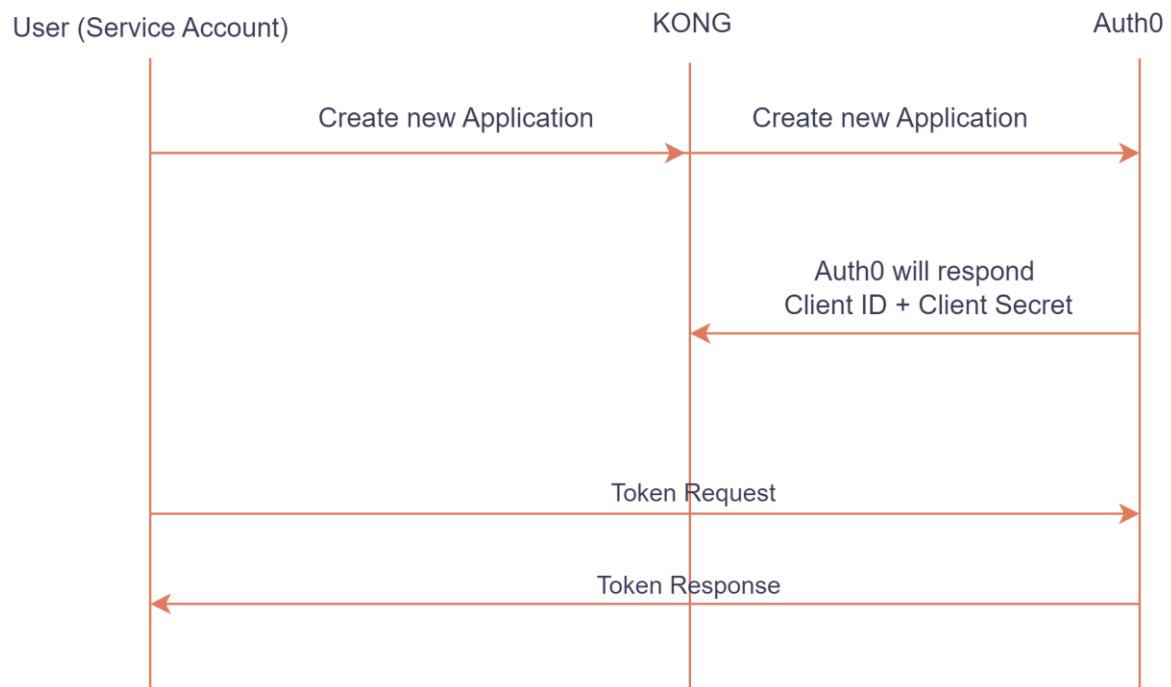 User (Service Account)
KONG
Auth0
Create new Application
Create new Application
Auth0 will respond
Client ID + Client Secret
Token Request
Token Response